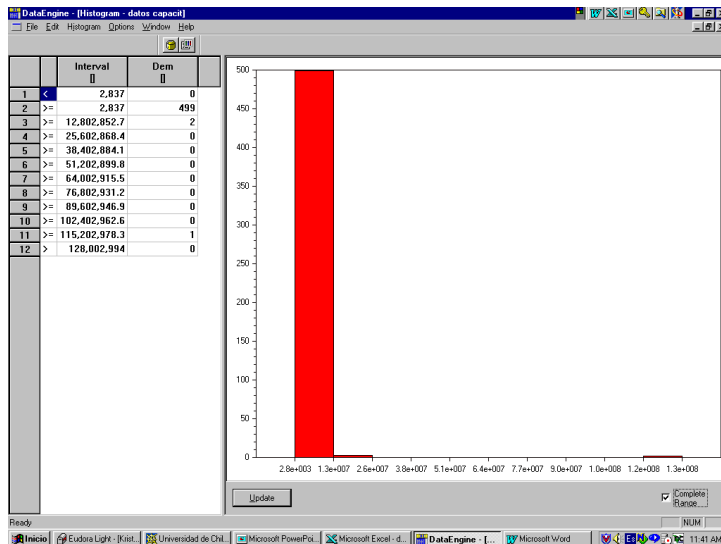 DataEngine - [Histogram - datos capacit]
File Edit Histogram Options Window Help
Interval Dem
[] []
1 < 2,837 0
2 >= 2,837 499
3 >= 12,802,852.7 2
4 >= 25,602,868.4 0
5 >= 38,402,884.1 0
6 >= 51,202,899.8 0
7 >= 64,002,915.5 0
8 >= 76,802,931.2 0
9 >= 89,602,946.9 0
10 >= 102,402,962.6 0
11 >= 115,202,978.3 1
12 > 128,002,994 0
500
450
400
350
300
250
200
150
100
50
0
2.8e+003 1.3e+007 2.6e+007 3.8e+007 5.1e+007 6.4e+007 7.7e+007 9.0e+007 1.0e+008 1.2e+008 1.3e+008
Update
Complete
Range
Ready
NUM
Inicio Eudora Light - [Krist... Universidad de Chil... Microsoft PowerPoi... Microsoft Excel - d... DataEngine - [... Microsoft Word Es 11:41 AM